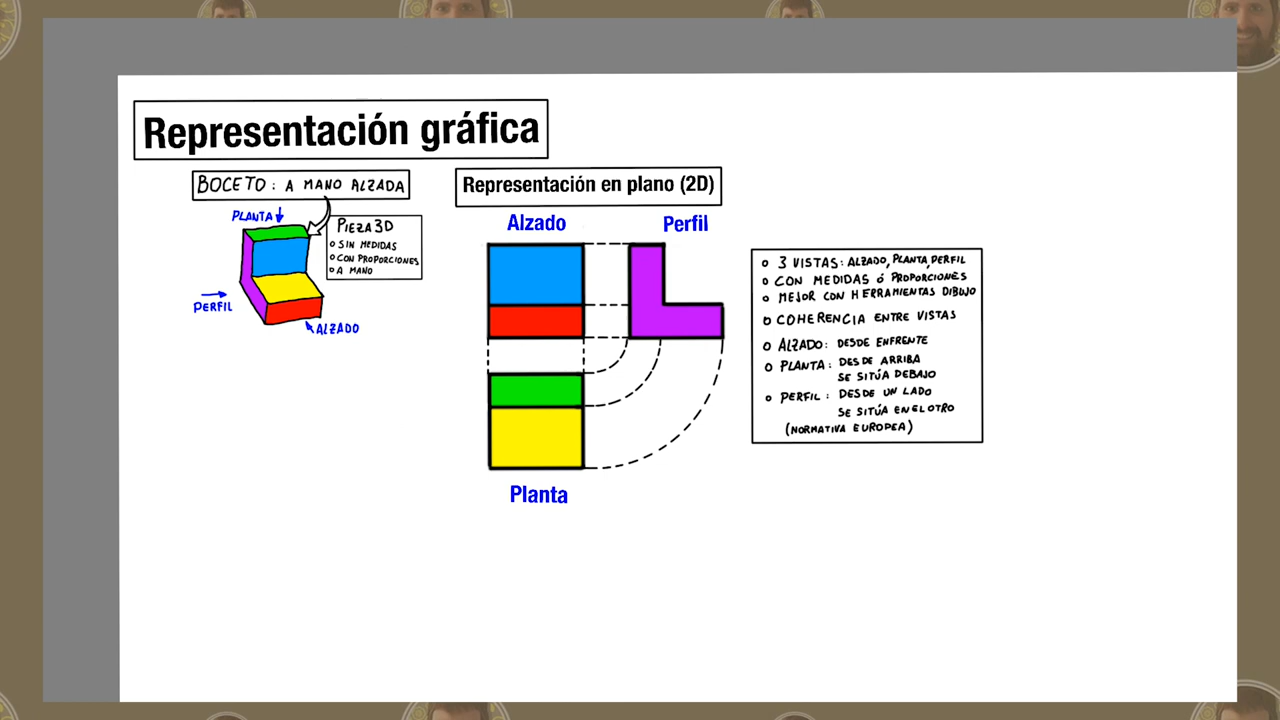 Representación gráfica
BOCETO: A MANO ALZADA
PLANTA
PIEZA 3D
o SIN MEDIDAS
o CON PROPORCIONES
o A MANO
PERFIL
ALZADO
Representación en plano (2D)
Alzado
Perfil
Planta
o 3 VISTAS: ALZADO, PLANTA, PERFIL
o CON MEDIDAS ó PROPORCIONES
o MEJOR CON HERRAMIENTAS DIBUJO
o COHERENCIA ENTRE VISTAS
o ALZADO: DESDE ENFRENTE
o PLANTA: DESDE ARRIBA
SE SITÚA DEBAJO
o PERFIL: DESDE UN LADO
SE SITÚA EN EL OTRO
(NORMATIVA EUROPEA)